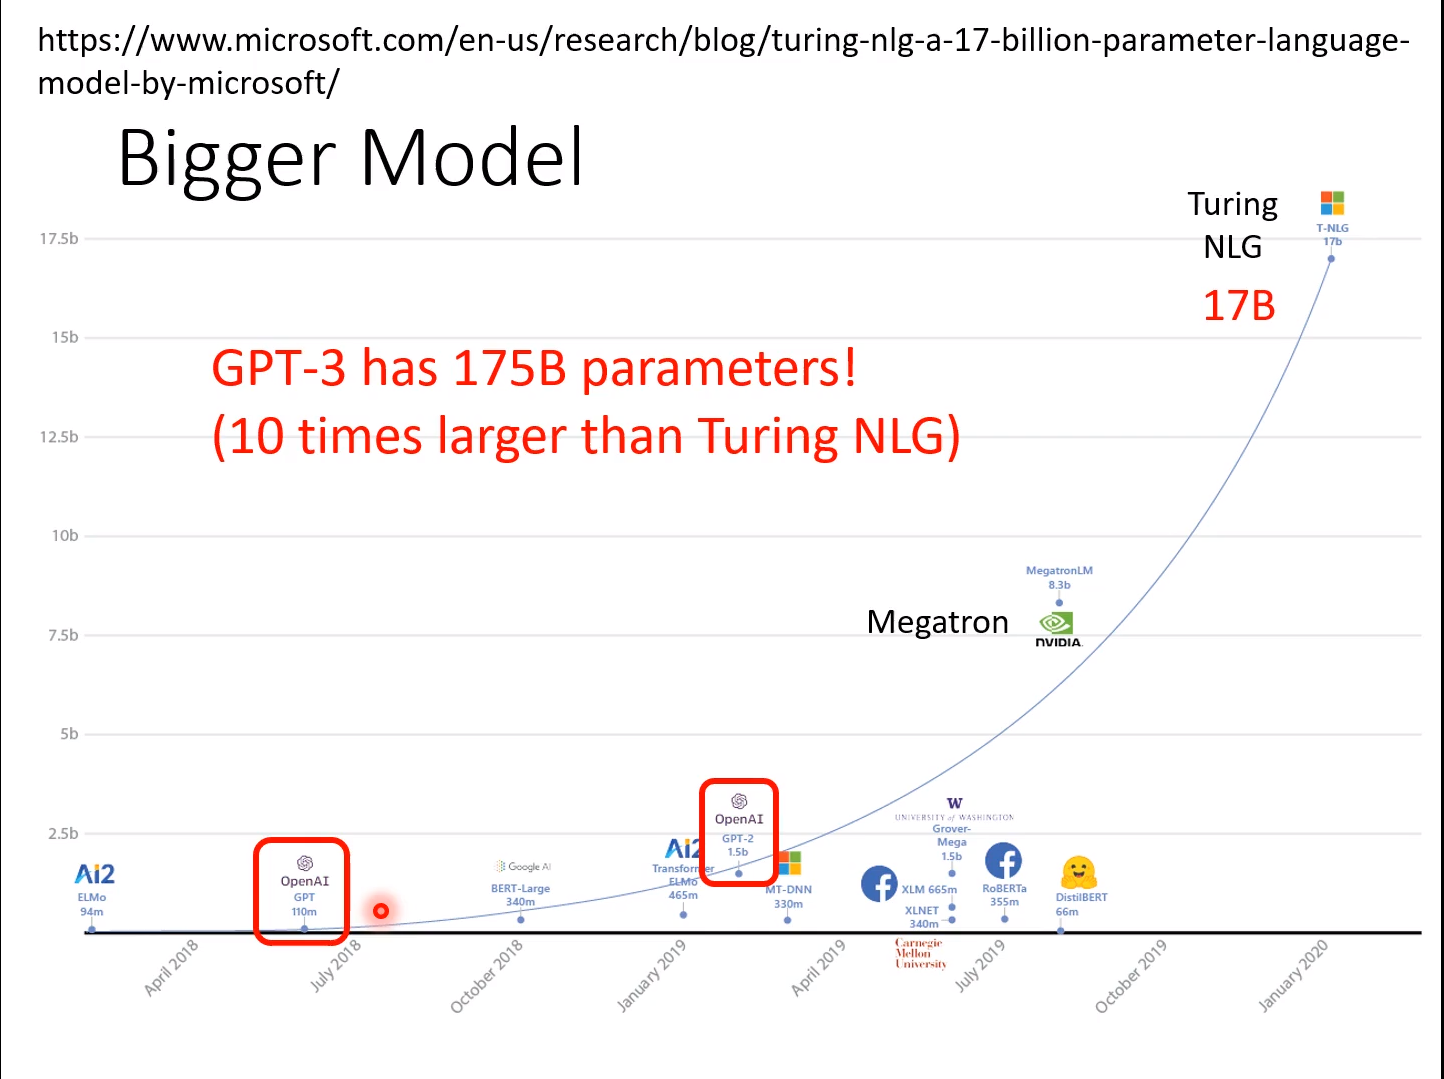 https://www.microsoft.com/en-us/research/blog/turing-nlg-a-17-billion-parameter-language-
model-by-microsoft/
Bigger Model
Turing
NLG
17B
T-NLG
17b
17.5b
15b
GPT-3 has 175B parameters!
(10 times larger than Turing NLG)
12.5b
10b
MegatronLM
8.3b
Megatron
NVIDIA
7.5b
5b
2.5b
AI2
ELMo
94m
OpenAI
GPT
110m
Google AI
BERT-Large
340m
AI2
Transformer
ELMo
465m
OpenAI
GPT-2
1.5b
MT-DNN
330m
W
UNIVERSITY of WASHINGTON
Grover-
Mega
1.5b
XLM 665m
XLNET
340m
Carnegie
Mellon
University
RoBERTa
355m
DistilBERT
66m
April 2018
July 2018
October 2018
January 2019
April 2019
July 2019
October 2019
January 2020